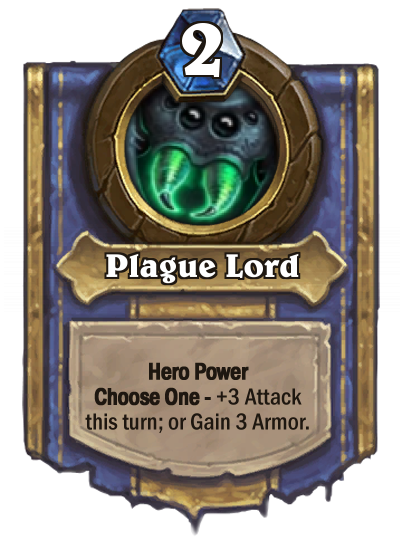 2
Plague Lord
Hero Power
Choose One - +3 Attack
this turn; or Gain 3 Armor.